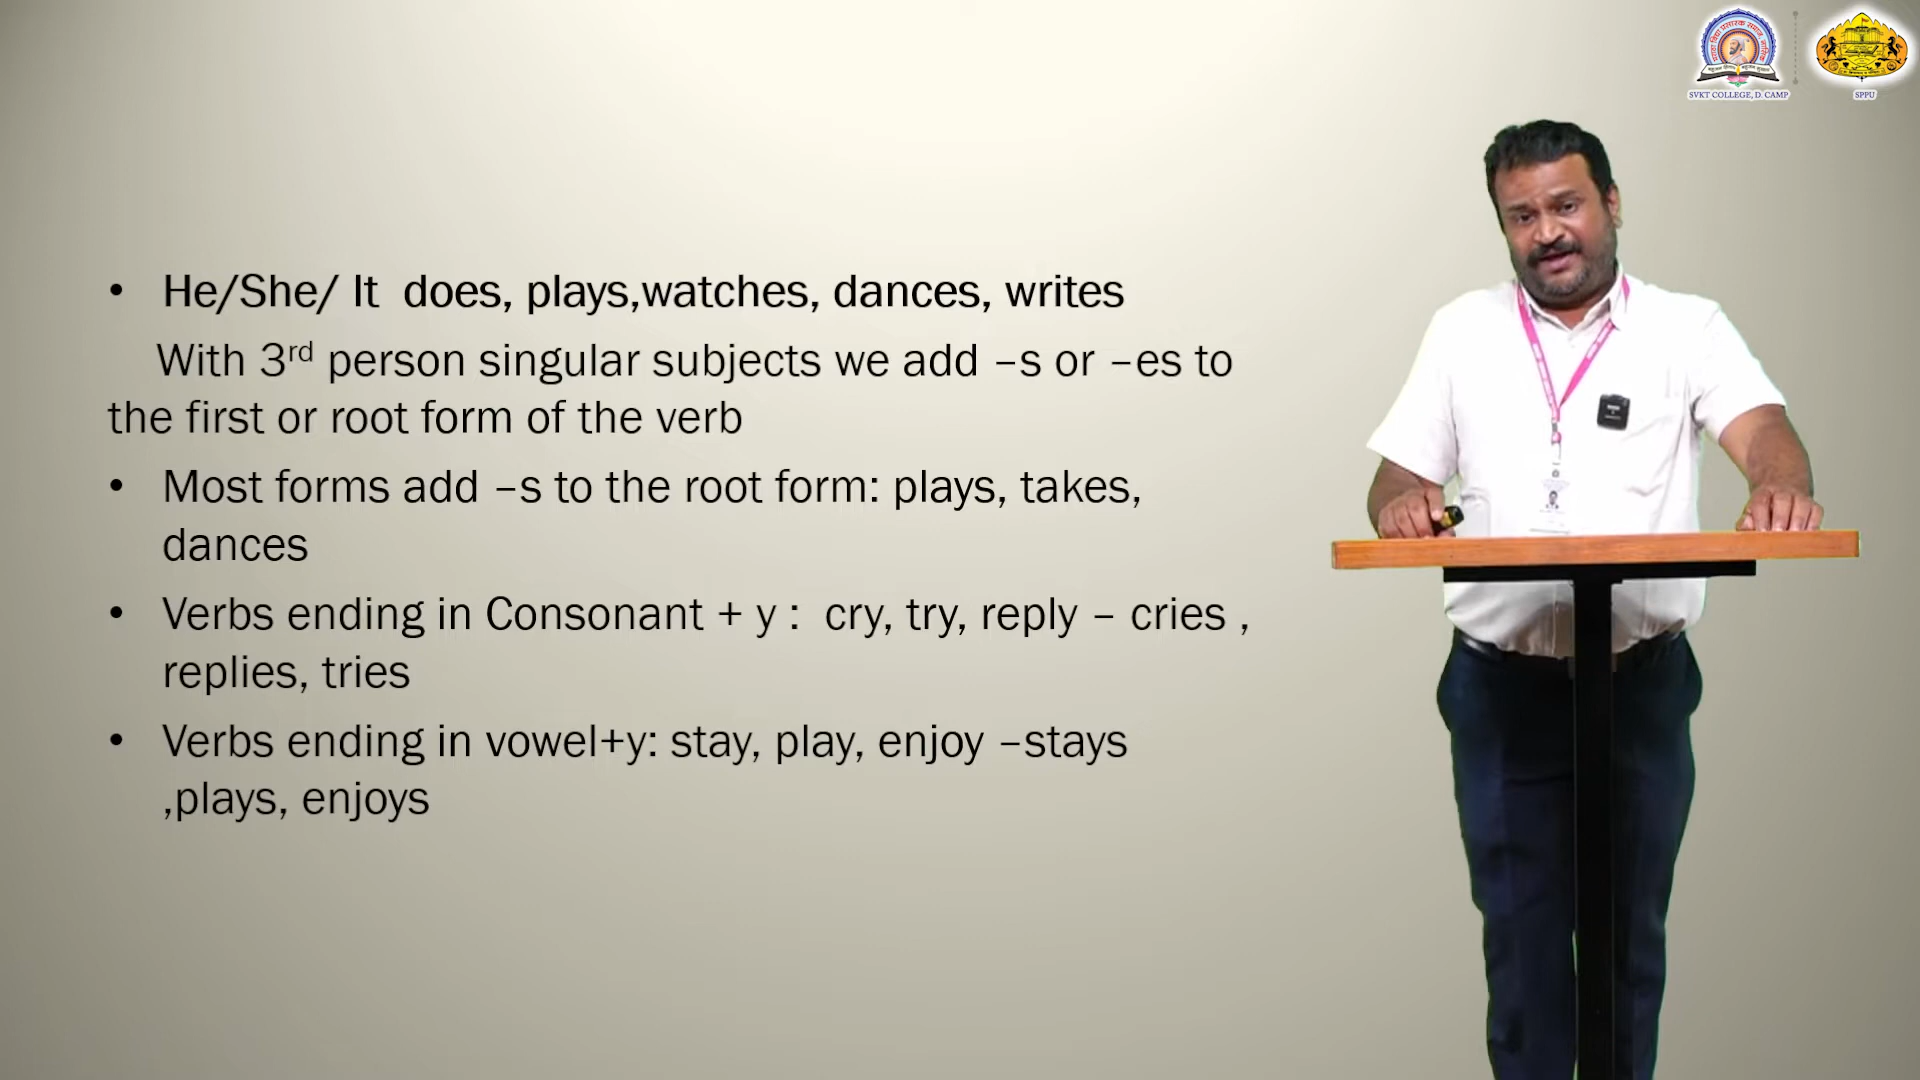 SVKT COLLEGE, D. CAMP
SPPU
• He/She/ It does, plays,watches, dances, writes
With 3rd person singular subjects we add –s or –es to
the first or root form of the verb
• Most forms add –s to the root form: plays, takes,
dances
• Verbs ending in Consonant + y : cry, try, reply – cries ,
replies, tries
• Verbs ending in vowel+y: stay, play, enjoy –stays
,plays, enjoys